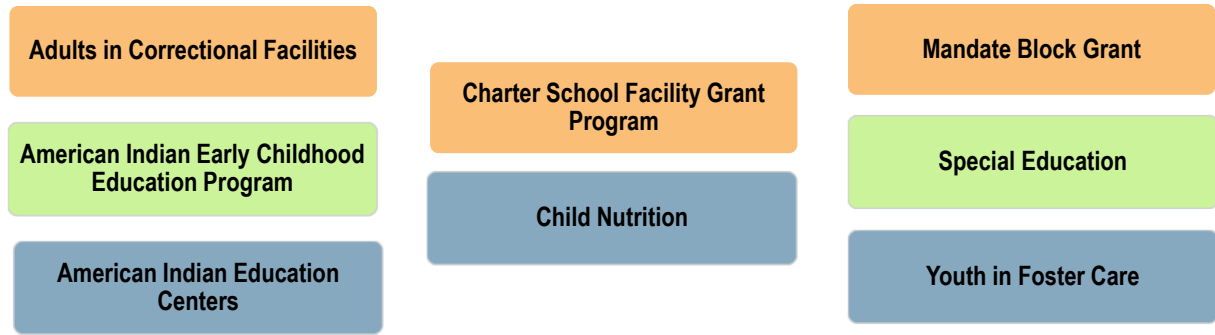 Adults in Correctional Facilities
American Indian Early Childhood
Education Program
American Indian Education
Centers
Charter School Facility Grant
Program
Child Nutrition
Mandate Block Grant
Special Education
Youth in Foster Care